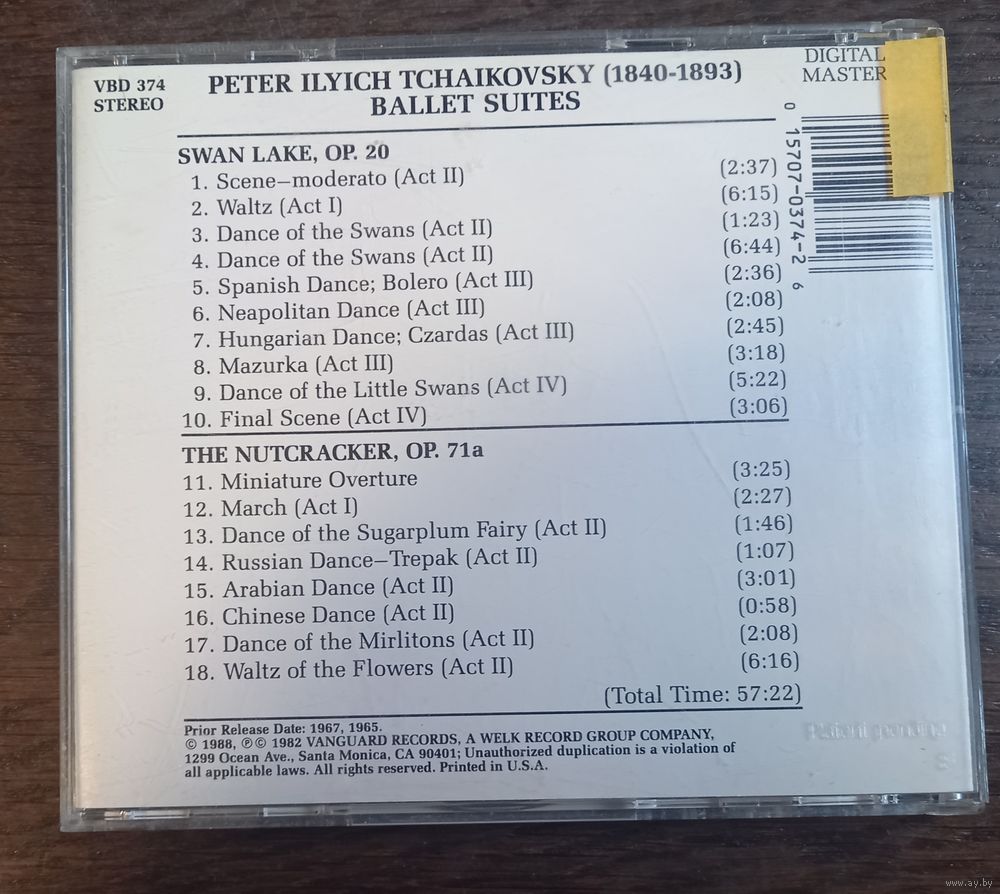 VBD 374
STEREO
PETER ILYICH TCHAIKOVSKY (1840-1893)
BALLET SUITES
DIGITAL
MASTER
SWAN LAKE, OP. 20
1. Scene–moderato (Act II) (2:37)
2. Waltz (Act I) (6:15)
3. Dance of the Swans (Act II) (1:23)
4. Dance of the Swans (Act II) (6:44)
5. Spanish Dance; Bolero (Act III) (2:36)
6. Neapolitan Dance (Act III) (2:08)
7. Hungarian Dance; Czardas (Act III) (2:45)
8. Mazurka (Act III) (3:18)
9. Dance of the Little Swans (Act IV) (5:22)
10. Final Scene (Act IV) (3:06)
THE NUTCRACKER, OP. 71a
11. Miniature Overture (3:25)
12. March (Act I) (2:27)
13. Dance of the Sugarplum Fairy (Act II) (1:46)
14. Russian Dance–Trepak (Act II) (1:07)
15. Arabian Dance (Act II) (3:01)
16. Chinese Dance (Act II) (0:58)
17. Dance of the Mirlitons (Act II) (2:08)
18. Waltz of the Flowers (Act II) (6:16)
(Total Time: 57:22)
0 15707-0374-2 6
Prior Release Date: 1967, 1965.
© 1988, ℗© 1982 VANGUARD RECORDS, A WELK RECORD GROUP COMPANY,
1299 Ocean Ave., Santa Monica, CA 90401; Unauthorized duplication is a violation of
all applicable laws. All rights reserved. Printed in U.S.A.
Patent pending
8
www.ay.by